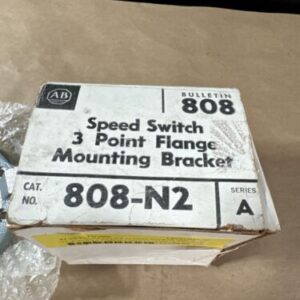 AB
BULLETIN
808
Speed Switch
3 Point Flange
Mounting Bracket
CAT.
NO.
808-N2
SERIES
A